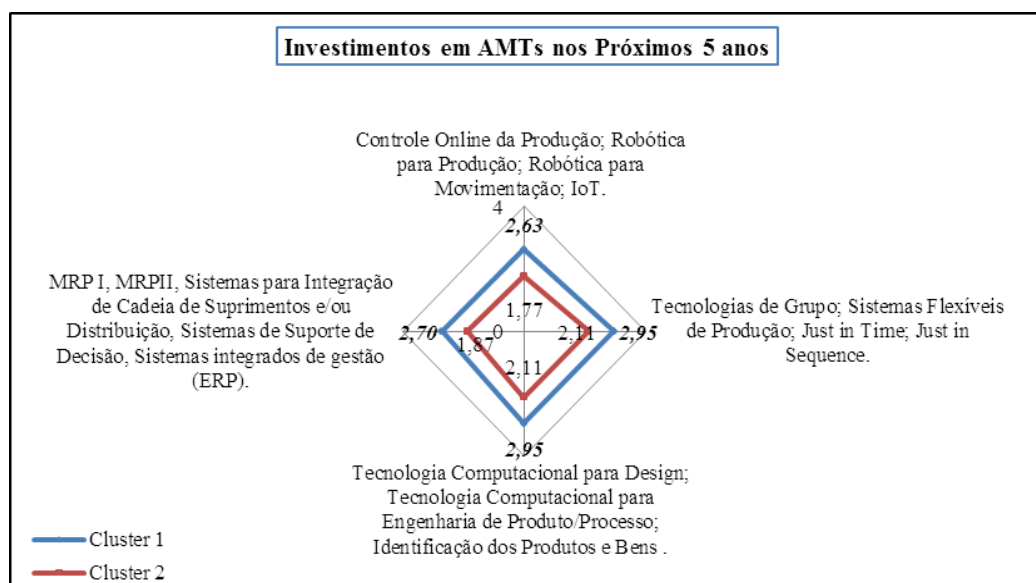 Investimentos em AMTs nos Próximos 5 anos
Controle Online da Produção; Robótica
para Produção; Robótica para
Movimentação; IoT.
4
2,63
MRP I, MRPII, Sistemas para Integração
de Cadeia de Suprimentos e/ou
Distribuição, Sistemas de Suporte de
Decisão, Sistemas integrados de gestão
(ERP).
2,70
1,87
0
1,77
2,11
2,11
2,95
Tecnologias de Grupo; Sistemas Flexíveis
de Produção; Just in Time; Just in
Sequence.
2,95
Tecnologia Computacional para Design;
Tecnologia Computacional para
Engenharia de Produto/Processo;
Identificação dos Produtos e Bens .
Cluster 1
Cluster 2